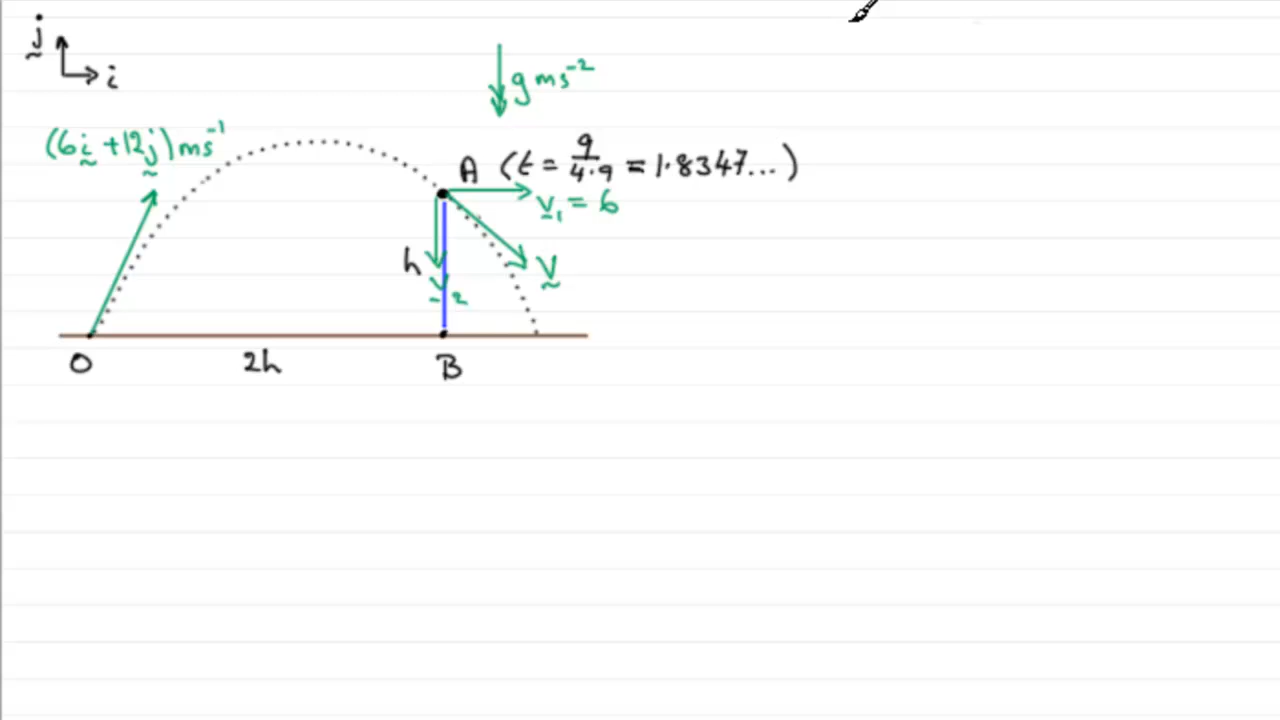 j
i
g ms⁻²
(6i + 12j) ms⁻¹
A (t = 9/4.9 = 1.8347...)
v₁ = 6
h
v
v₂
O 2h B